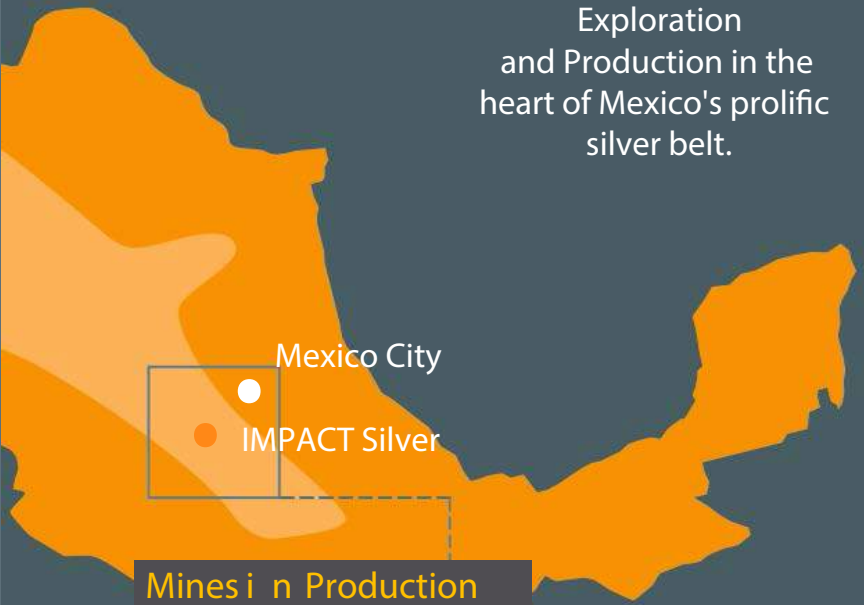 Exploration
and Production in the
heart of Mexico's prolific
silver belt.
Mexico City
IMPACT Silver
Mines i n Production